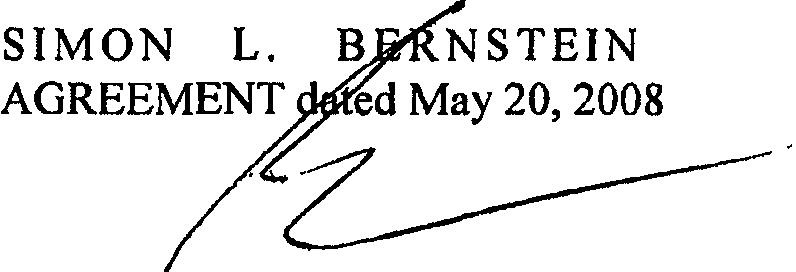 SIMON L. BERNSTEIN
AGREEMENT dated May 20, 2008